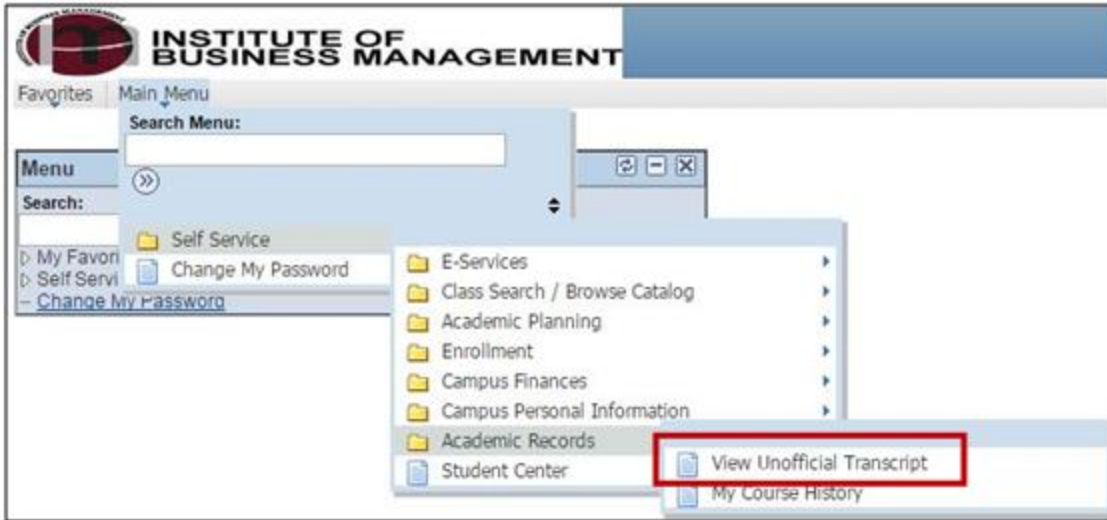 INSTITUTE OF
BUSINESS MANAGEMENT
Favorites Main Menu
Search Menu:
Menu
Search:
Self Service
Change My Password
My Favori
Self Servi
Change My Password
E-Services
Class Search / Browse Catalog
Academic Planning
Enrollment
Campus Finances
Campus Personal Information
Academic Records
Student Center
View Unofficial Transcript
My Course History